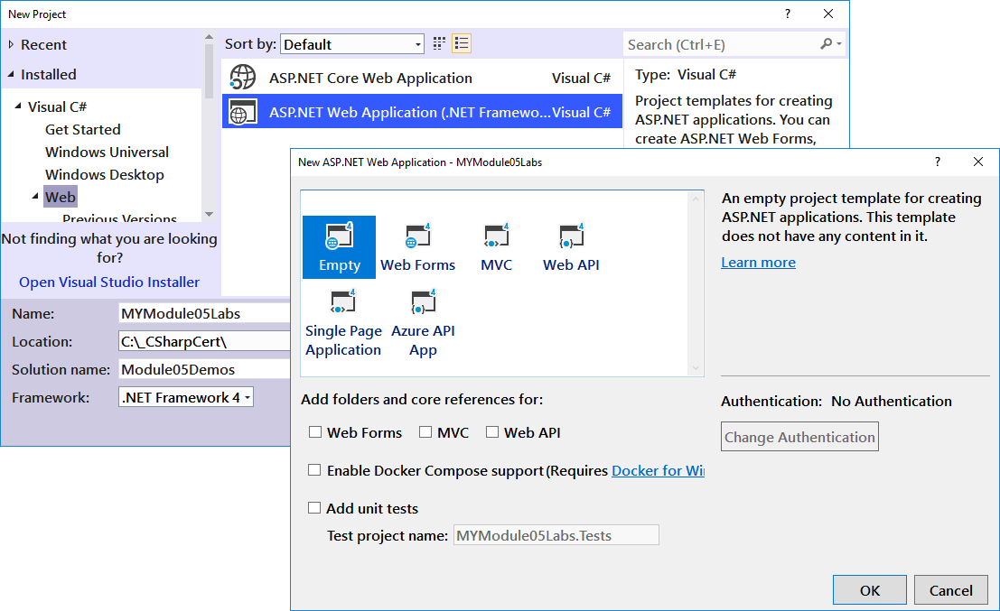 New Project
?
Recent
Installed
Visual C#
Get Started
Windows Universal
Windows Desktop
Web
Previous Versions
Not finding what you are looking
for?
Open Visual Studio Installer
Sort by: Default
Search (Ctrl+E)
ASP.NET Core Web Application Visual C#
ASP.NET Web Application (.NET Framewo... Visual C#
Type: Visual C#
Project templates for creating
ASP.NET applications. You can
create ASP.NET Web Forms,
Name: MYModule05Labs
Location: C:\_CSharpCert\
Solution name: Module05Demos
Framework: .NET Framework 4
New ASP.NET Web Application - MYModule05Labs
?
4 4 4 4
Empty Web Forms MVC Web API
4 4
Single Page Azure API
Application App
An empty project template for creating
ASP.NET applications. This template
does not have any content in it.
Learn more
Add folders and core references for:
Web Forms MVC Web API
Enable Docker Compose support (Requires Docker for Wi
Add unit tests
Test project name: MYModule05Labs.Tests
Authentication: No Authentication
Change Authentication
OK Cancel